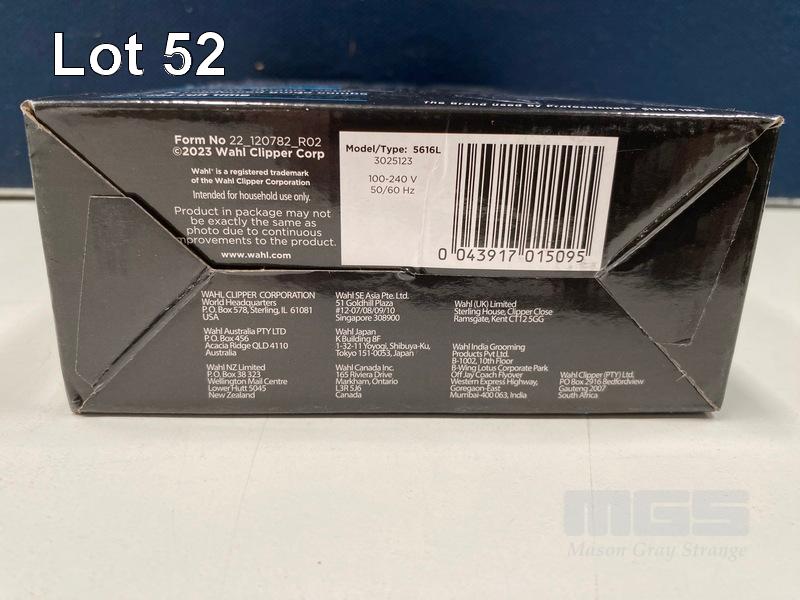 Lot 52
The Brand Used By Professionals
Form No 22_120782_R02
©2023 Wahl Clipper Corp
Wahl® is a registered trademark
of the Wahl Clipper Corporation
Intended for household use only.
Product in package may not
be exactly the same as
photo due to continuous
mprovements to the product.
www.wahl.com
Model/Type: 5616L
3025123
100-240 V
50/60 Hz
0 043917 015095
WAHL CLIPPER CORPORATION
World Headquarters
P.O. Box 578, Sterling, IL 61081
USA
Wahl Australia PTY LTD
P.O. Box 456
Acacia Ridge QLD 4110
Australia
Wahl NZ Limited
P.O. Box 38 323
Wellington Mail Centre
Lower Hutt 5045
New Zealand
Wahl SE Asia Pte. Ltd.
51 Goldhill Plaza
#12-07/08/09/10
Singapore 308900
Wahl Japan
K Building 8F
1-32-11 Yoyogi, Shibuya-Ku,
Tokyo 151-0053, Japan
Wahl Canada Inc.
165 Riviera Drive
Markham, Ontario
L3R 5J6
Canada
Wahl (UK) Limited
Sterling House, Clipper Close
Ramsgate, Kent CT12 5GG
Wahl India Grooming
Products Pvt Ltd.
B-1002, 10th Floor
B-Wing Lotus Corporate Park
Off Jay Coach Flyover
Western Express Highway,
Goregaon-East
Mumbai-400 063, India
Wahl Clipper (PTY) Ltd,
PO Box 2916 Bedfordview
Gauteng 2007
South Africa
MGS
Mason Gray Strange